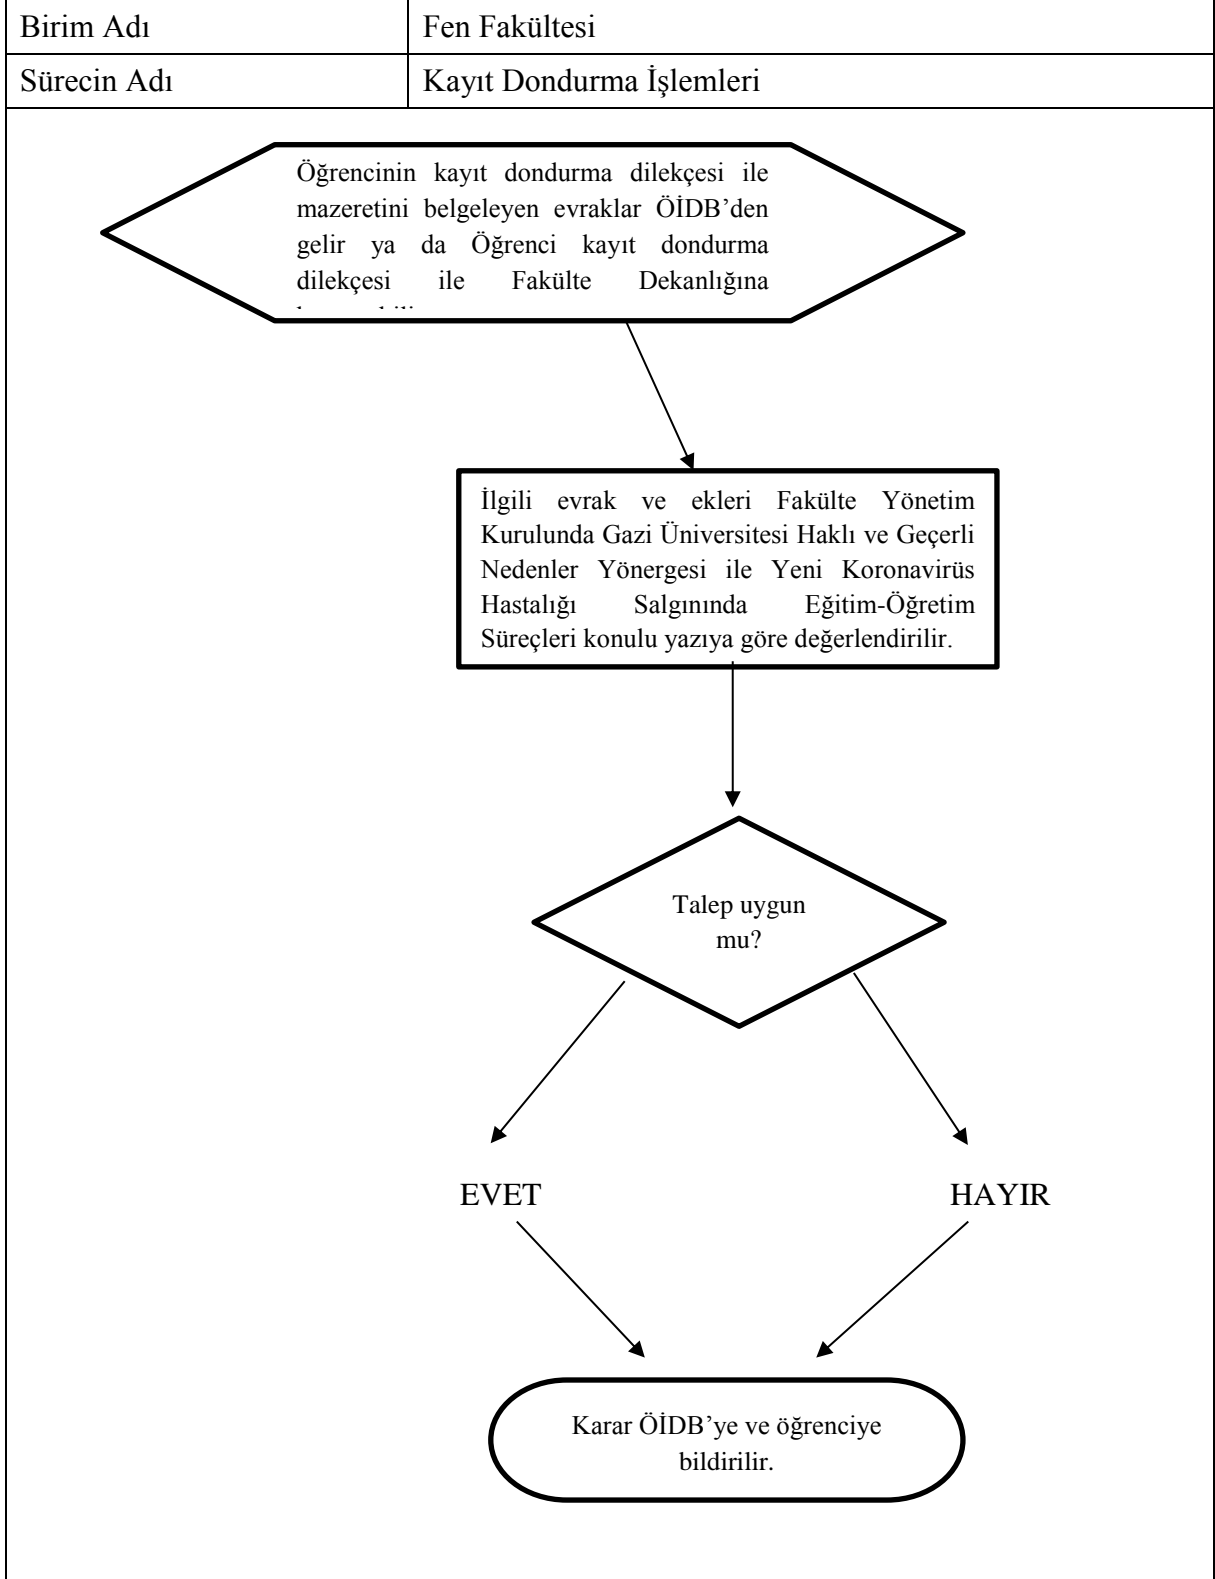 Birim Adı Fen Fakültesi
Sürecin Adı Kayıt Dondurma İşlemleri
Öğrencinin kayıt dondurma dilekçesi ile
mazeretini belgeleyen evraklar ÖİDB’den
gelir ya da Öğrenci kayıt dondurma
dilekçesi ile Fakülte Dekanlığına
İlgili evrak ve ekleri Fakülte Yönetim
Kurulunda Gazi Üniversitesi Haklı ve Geçerli
Nedenler Yönergesi ile Yeni Koronavirüs
Hastalığı Salgınında Eğitim-Öğretim
Süreçleri konulu yazıya göre değerlendirilir.
Talep uygun
mu?
EVET HAYIR
Karar ÖİDB’ye ve öğrenciye
bildirilir.